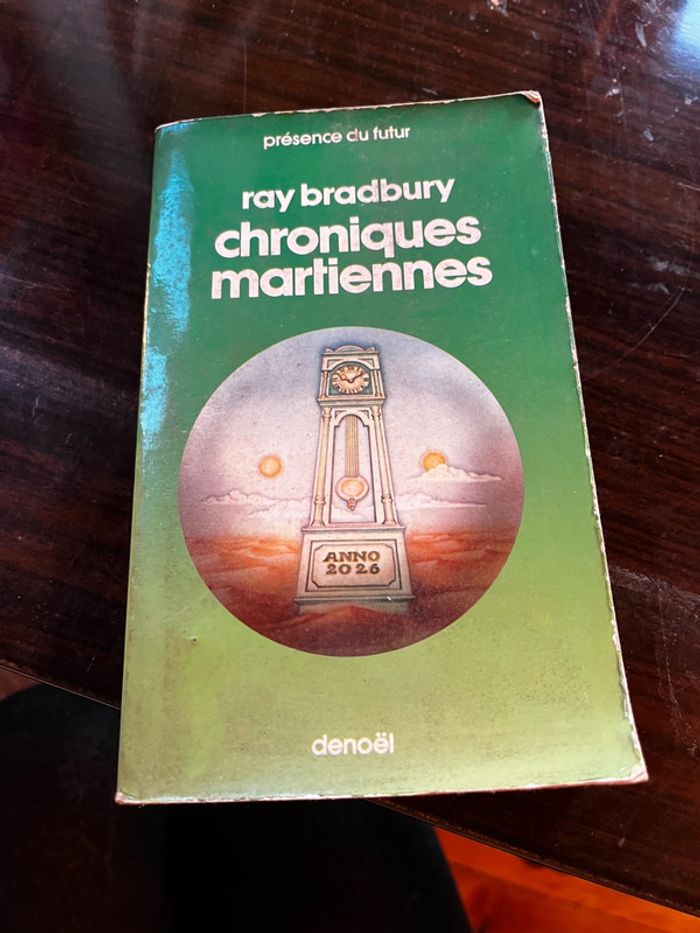 présence du futur
ray bradbury
chroniques
martiennes
ANNO
2026
denoël